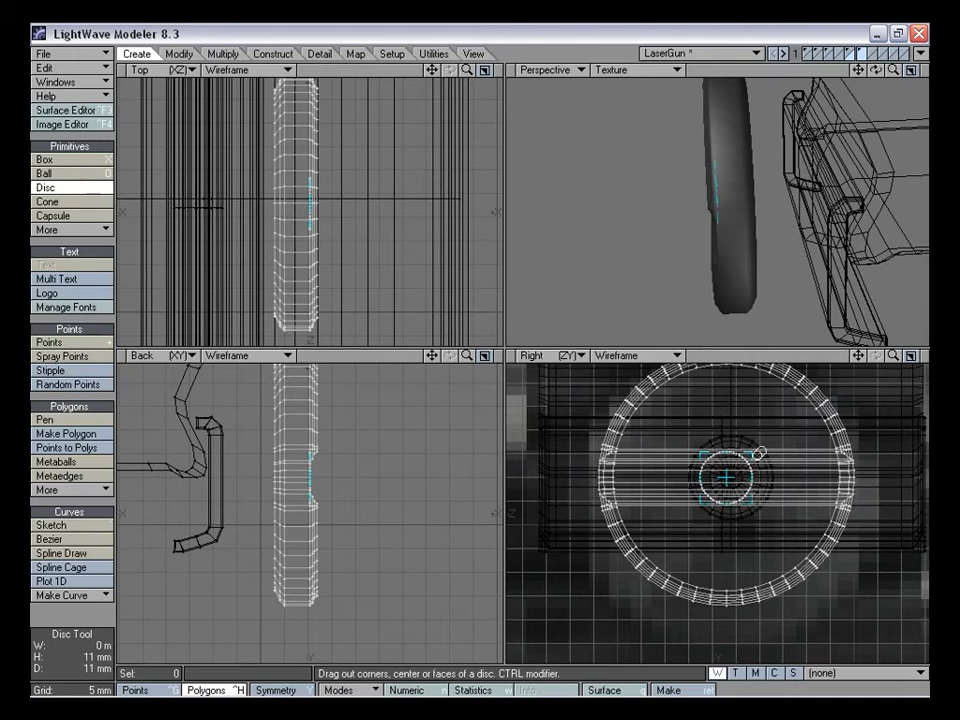 LightWave Modeler 8.3
File Create Modify Multiply Construct Detail Map Setup Utilities View LaserGun * 1
Edit Top (XZ) Wireframe Perspective Texture
Windows
Help
Surface Editor ^F3
Image Editor ^F4
Primitives
Box X
Ball O
Disc
Cone
Capsule
More
Text
Text
Multi Text
Logo
Manage Fonts
Points
Points +
Back (XY) Wireframe Right (ZY) Wireframe
Spray Points
Stipple
Random Points
Polygons
Pen
Make Polygon
Points to Polys
Metaballs
Metaedges
More
Curves
Sketch
Bezier
Spline Draw
Spline Cage
Plot 1D
Make Curve
Disc Tool
W: 0 m
H: 11 mm
D: 11 mm
Sel: 0 Drag out corners, center or faces of a disc. CTRL modifier. W T M C S (none)
Grid: 5 mm Points ^G Polygons ^H Symmetry Y Modes Numeric n Statistics w Info Surface q Make ret